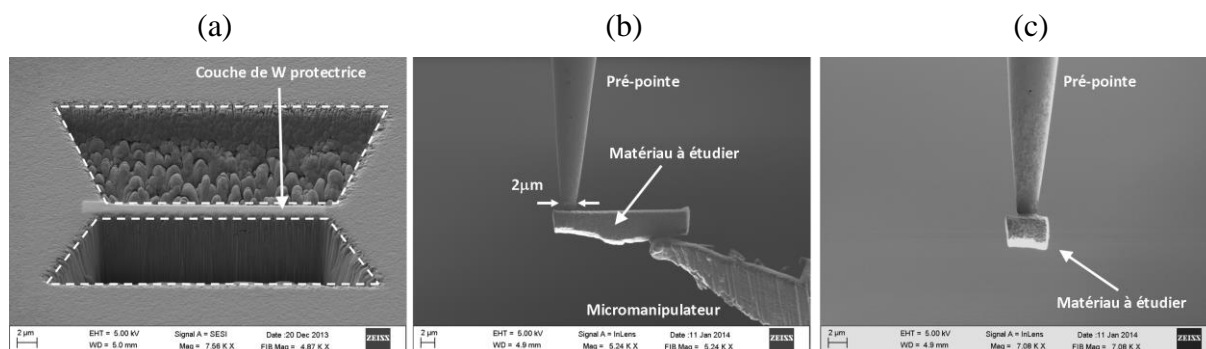 (a)
(b)
(c)
Couche de W protectrice
Pré-pointe
Matériau à étudier
2µm
Micromanipulateur
Pré-pointe
Matériau à étudier
2 µm
EHT = 5.00 kV
WD = 5.0 mm
Signal A = SESI
Mag = 7.56 K X
Date :20 Dec 2013
FIB Mag = 4.87 K X
ZEISS
2 µm
EHT = 5.00 kV
WD = 4.9 mm
Signal A = InLens
Mag = 5.24 K X
Date :11 Jan 2014
FIB Mag = 5.24 K X
ZEISS
2 µm
EHT = 5.00 kV
WD = 4.9 mm
Signal A = InLens
Mag = 7.08 K X
Date :11 Jan 2014
FIB Mag = 7.08 K X
ZEISS